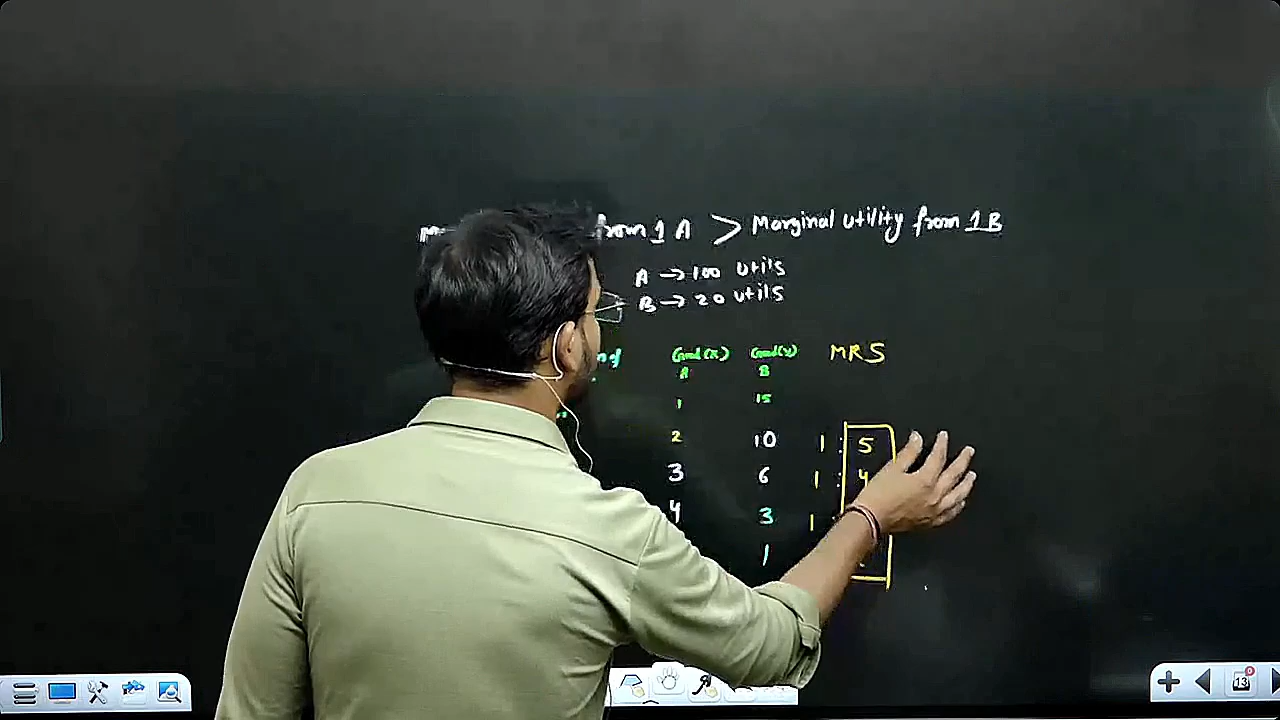 from 1 A > Marginal utility from 1 B
A → 100 utils
B → 20 utils
Good(x) Good(y) MRS
A B
1 15
2 10 1 : 5
3 6 1 : 4
4 3 1
1
13